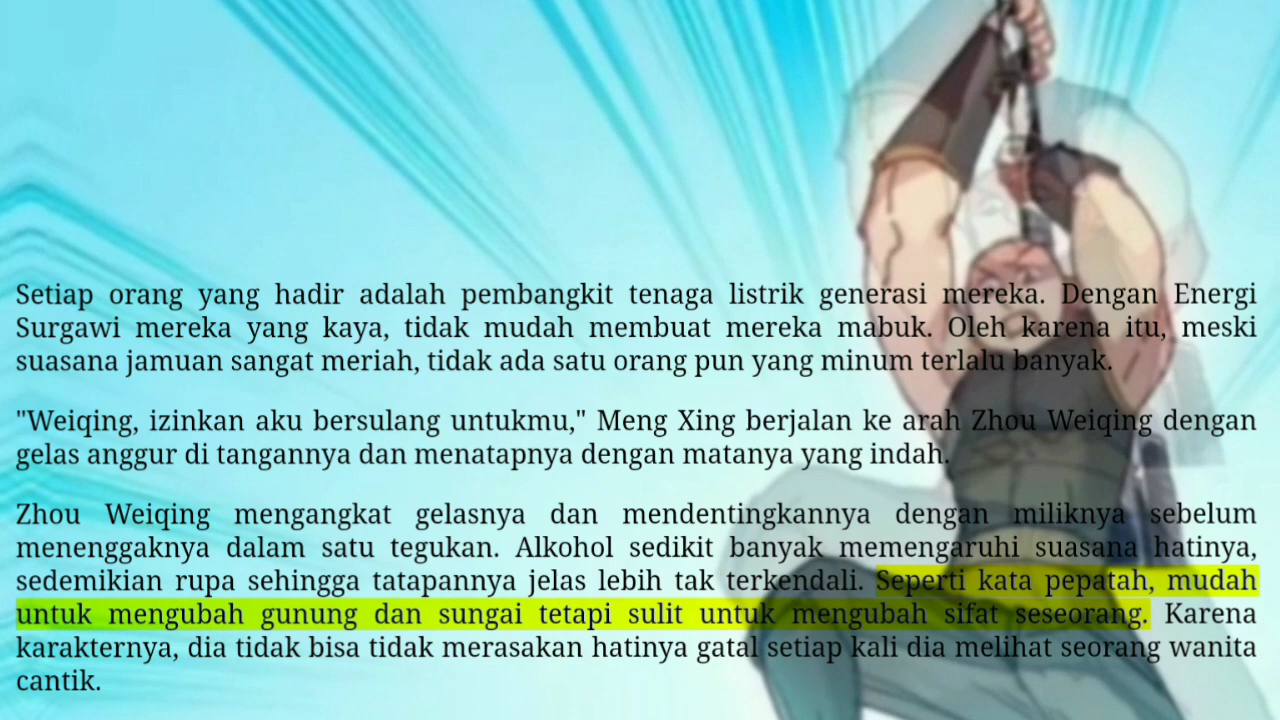 Setiap orang yang hadir adalah pembangkit tenaga listrik generasi mereka. Dengan Energi
Surgawi mereka yang kaya, tidak mudah membuat mereka mabuk. Oleh karena itu, meski
suasana jamuan sangat meriah, tidak ada satu orang pun yang minum terlalu banyak.
"Weiqing, izinkan aku bersulang untukmu," Meng Xing berjalan ke arah Zhou Weiqing dengan
gelas anggur di tangannya dan menatapnya dengan matanya yang indah.
Zhou Weiqing mengangkat gelasnya dan mendentingkannya dengan miliknya sebelum
menenggaknya dalam satu tegukan. Alkohol sedikit banyak memengaruhi suasana hatinya,
sedemikian rupa sehingga tatapannya jelas lebih tak terkendali. Seperti kata pepatah, mudah
untuk mengubah gunung dan sungai tetapi sulit untuk mengubah sifat seseorang. Karena
karakternya, dia tidak bisa tidak merasakan hatinya gatal setiap kali dia melihat seorang wanita
cantik.